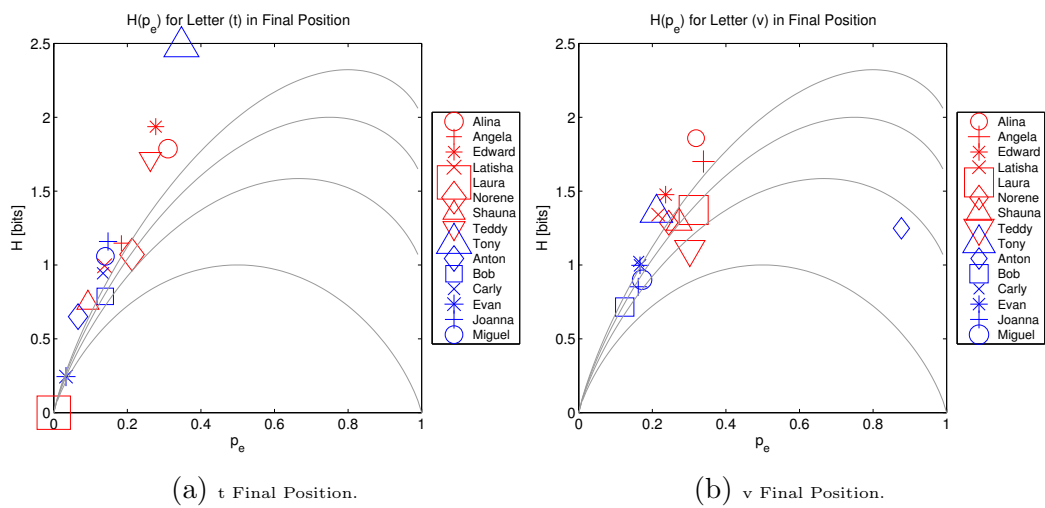 H(pe) for Letter (t) in Final Position
2.5
2
1.5
1
0.5
0
H [bits]
0
0.2
0.4
0.6
0.8
1
pe
Alina
Angela
Edward
Latisha
Laura
Norene
Shauna
Teddy
Tony
Anton
Bob
Carly
Evan
Joanna
Miguel
(a) t Final Position.
H(pe) for Letter (v) in Final Position
2.5
2
1.5
1
0.5
0
H [bits]
0
0.2
0.4
0.6
0.8
1
pe
Alina
Angela
Edward
Latisha
Laura
Norene
Shauna
Teddy
Tony
Anton
Bob
Carly
Evan
Joanna
Miguel
(b) v Final Position.